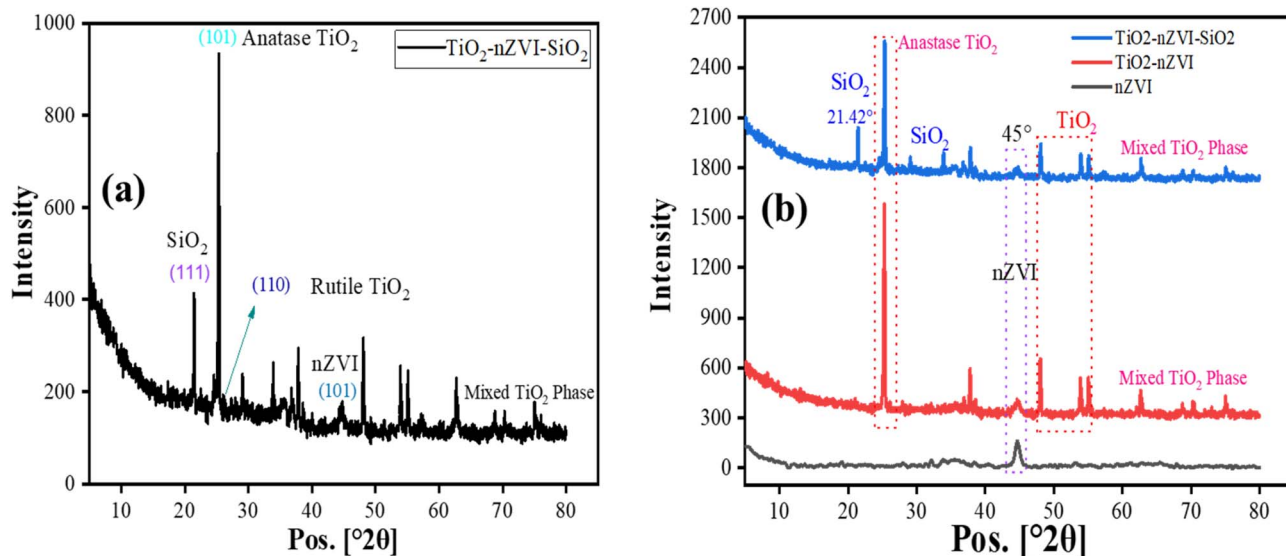 1000
800
600
400
200
0
Intensity
(a)
(101) Anatase TiO₂
TiO₂-nZVI-SiO₂
SiO₂
(111)
(110) Rutile TiO₂
nZVI
(101)
Mixed TiO₂ Phase
10 20 30 40 50 60 70 80
Pos. [°2θ]
2700
2400
2100
1800
1500
1200
900
600
300
0
Intensity
(b)
Anastase TiO₂
TiO2-nZVI-SiO2
TiO2-nZVI
nZVI
SiO₂
21.42°
SiO₂
45°
TiO₂
Mixed TiO₂ Phase
nZVI
Mixed TiO₂ Phase
10 20 30 40 50 60 70 80
Pos. [°2θ]